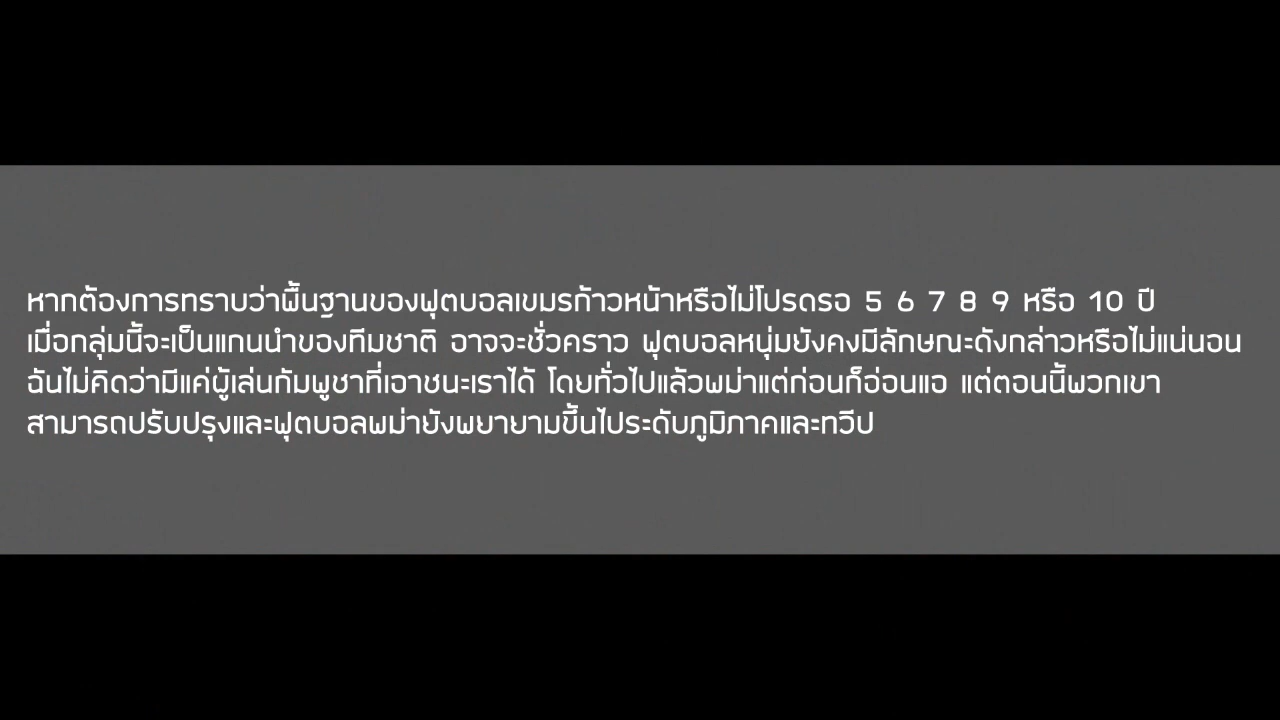 หากต้องการทราบว่าพื้นฐานของฟุตบอลเขมรก้าวหน้าหรือไม่โปรดรอ 5 6 7 8 9 หรือ 10 ปี
เมื่อกลุ่มนี้จะเป็นแกนนำของทีมชาติ อาจจะชั่วคราว ฟุตบอลหนุ่มยังคงมีลักษณะดังกล่าวหรือไม่แน่นอน
ฉันไม่คิดว่ามีแค่ผู้เล่นกัมพูชาที่เอาชนะเราได้ โดยทั่วไปแล้วพม่าแต่ก่อนก็อ่อนแอ แต่ตอนนี้พวกเขา
สามารถปรับปรุงและฟุตบอลพม่ายังพยายามขึ้นไประดับภูมิภาคและทวีป